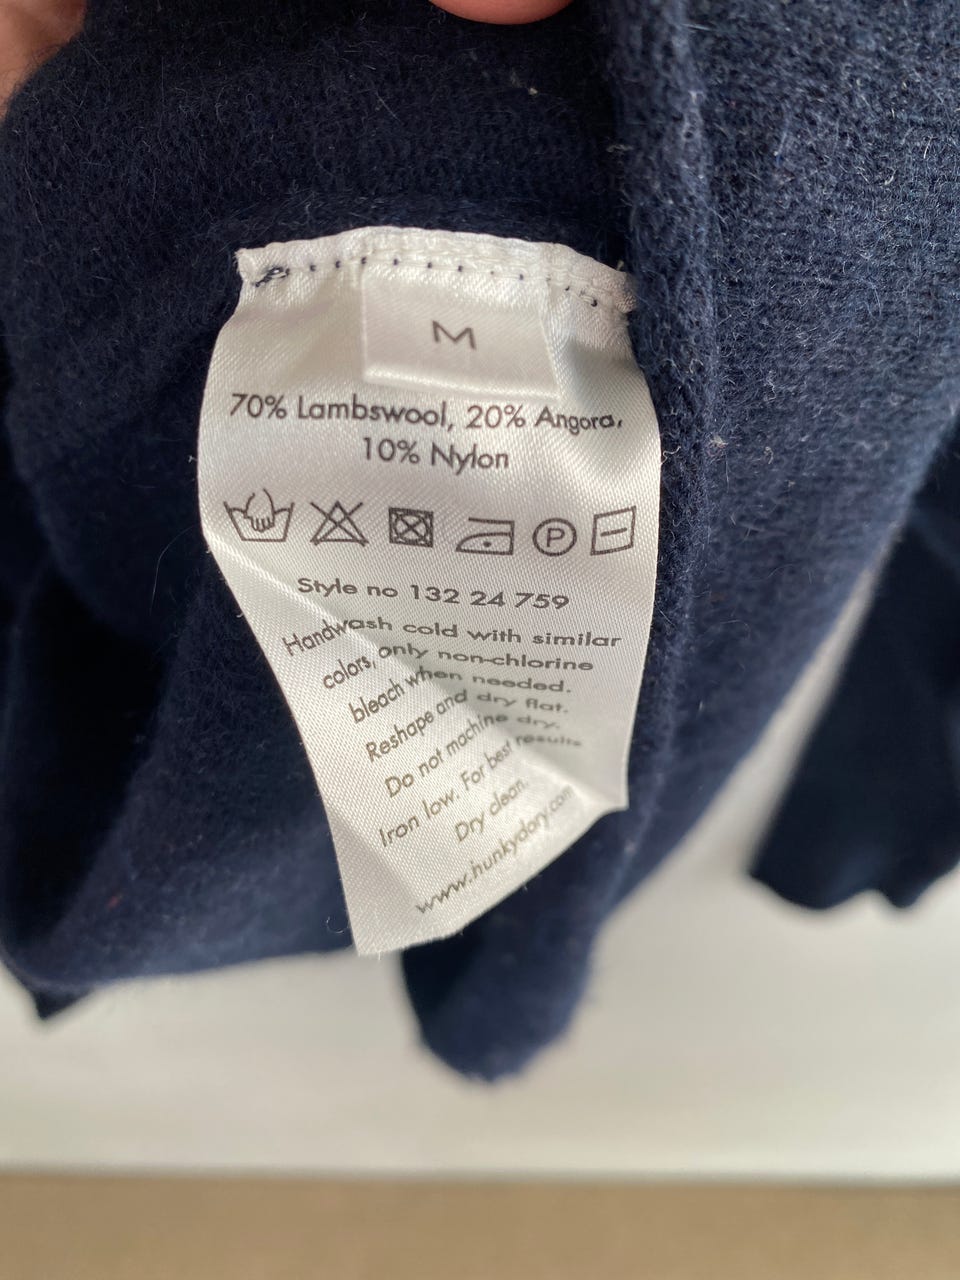 M
70% Lambswool, 20% Angora,
10% Nylon
P
Style no 132 24 759
Handwash cold with similar
colors, only non-chlorine
bleach when needed.
Reshape and dry flat.
Do not machine dry.
Iron low. For best results
Dry clean.
www.hunkydory.com